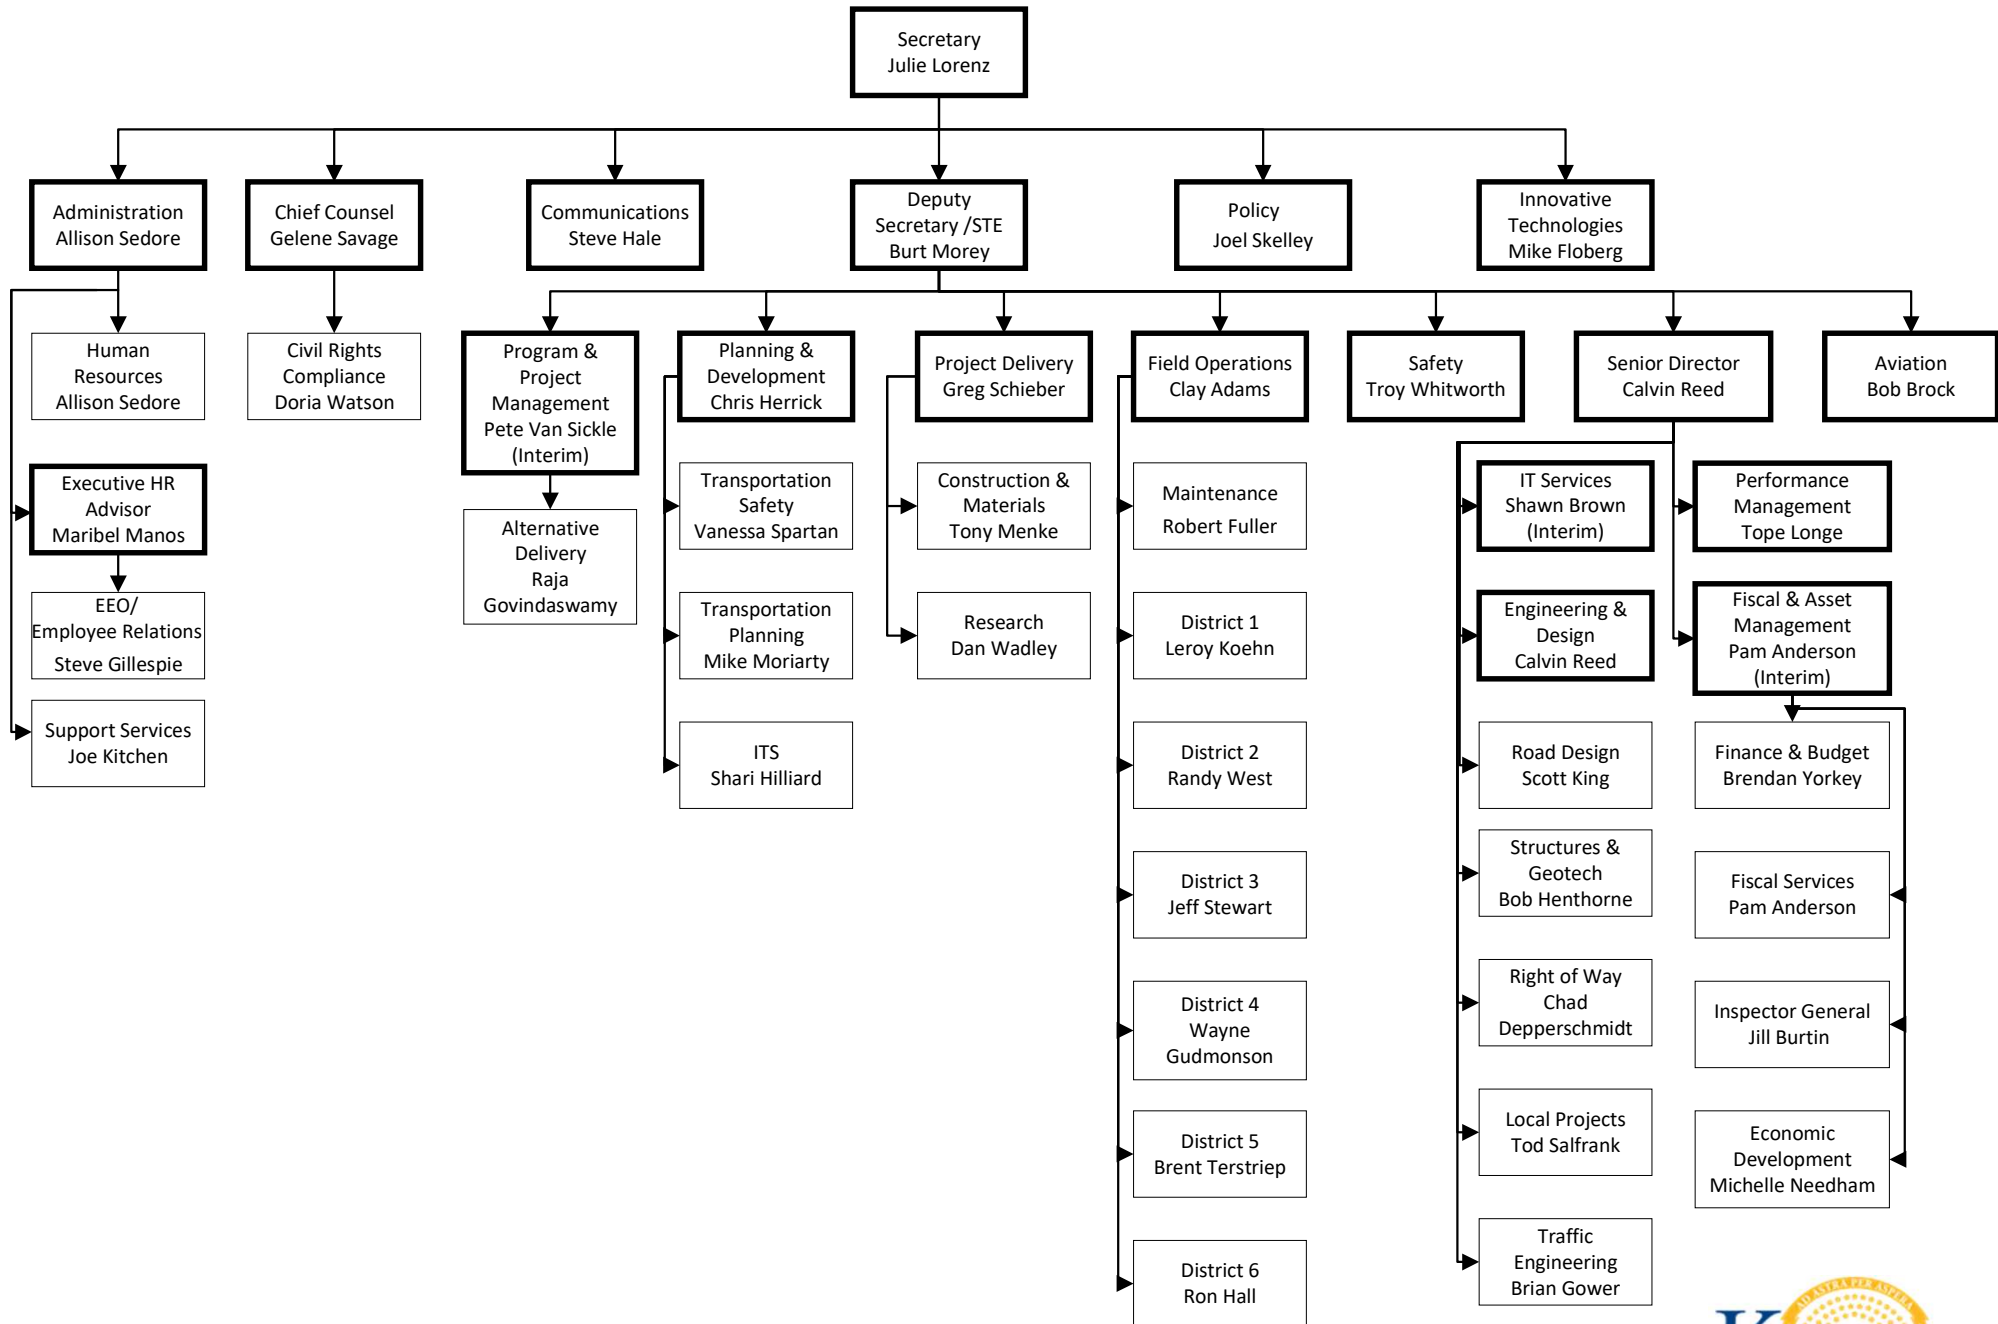 Secretary
Julie Lorenz
Administration
Allison Sedore
Chief Counsel
Gelene Savage
Communications
Steve Hale
Deputy
Secretary /STE
Burt Morey
Policy
Joel Skelley
Innovative
Technologies
Mike Floberg
Human
Resources
Allison Sedore
Civil Rights
Compliance
Doria Watson
Program &
Project
Management
Pete Van Sickle
(Interim)
Planning &
Development
Chris Herrick
Project Delivery
Greg Schieber
Field Operations
Clay Adams
Safety
Troy Whitworth
Senior Director
Calvin Reed
Aviation
Bob Brock
Executive HR
Advisor
Maribel Manos
Alternative
Delivery
Raja
Govindaswamy
Transportation
Safety
Vanessa Spartan
Construction &
Materials
Tony Menke
Maintenance
Robert Fuller
IT Services
Shawn Brown
(Interim)
Performance
Management
Tope Longe
EEO/
Employee Relations
Steve Gillespie
Transportation
Planning
Mike Moriarty
Research
Dan Wadley
District 1
Leroy Koehn
Engineering &
Design
Calvin Reed
Fiscal & Asset
Management
Pam Anderson
(Interim)
Support Services
Joe Kitchen
ITS
Shari Hilliard
District 2
Randy West
Road Design
Scott King
Finance & Budget
Brendan Yorkey
District 3
Jeff Stewart
Structures &
Geotech
Bob Henthorne
Fiscal Services
Pam Anderson
District 4
Wayne
Gudmonson
Right of Way
Chad
Depperschmidt
Inspector General
Jill Burtin
District 5
Brent Terstriep
Local Projects
Tod Salfrank
Economic
Development
Michelle Needham
District 6
Ron Hall
Traffic
Engineering
Brian Gower
AD ASTRA PER ASPERA
K